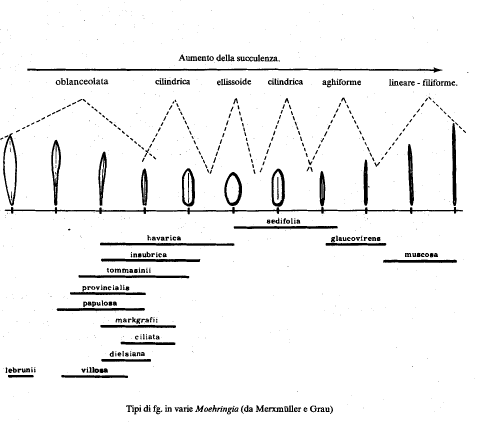 Aumento della succulenza.
oblanceolata cilindrica ellissoide cilindrica aghiforme lineare - filiforme.
sedifolia
havarica glaucovirens
insubrica muscosa
tommasinii
provincialis
papulosa
markgrafii
ciliata
dielsiana
lebrunii villosa
Tipi di fg. in varie Moehringia (da Merxmüller e Grau)